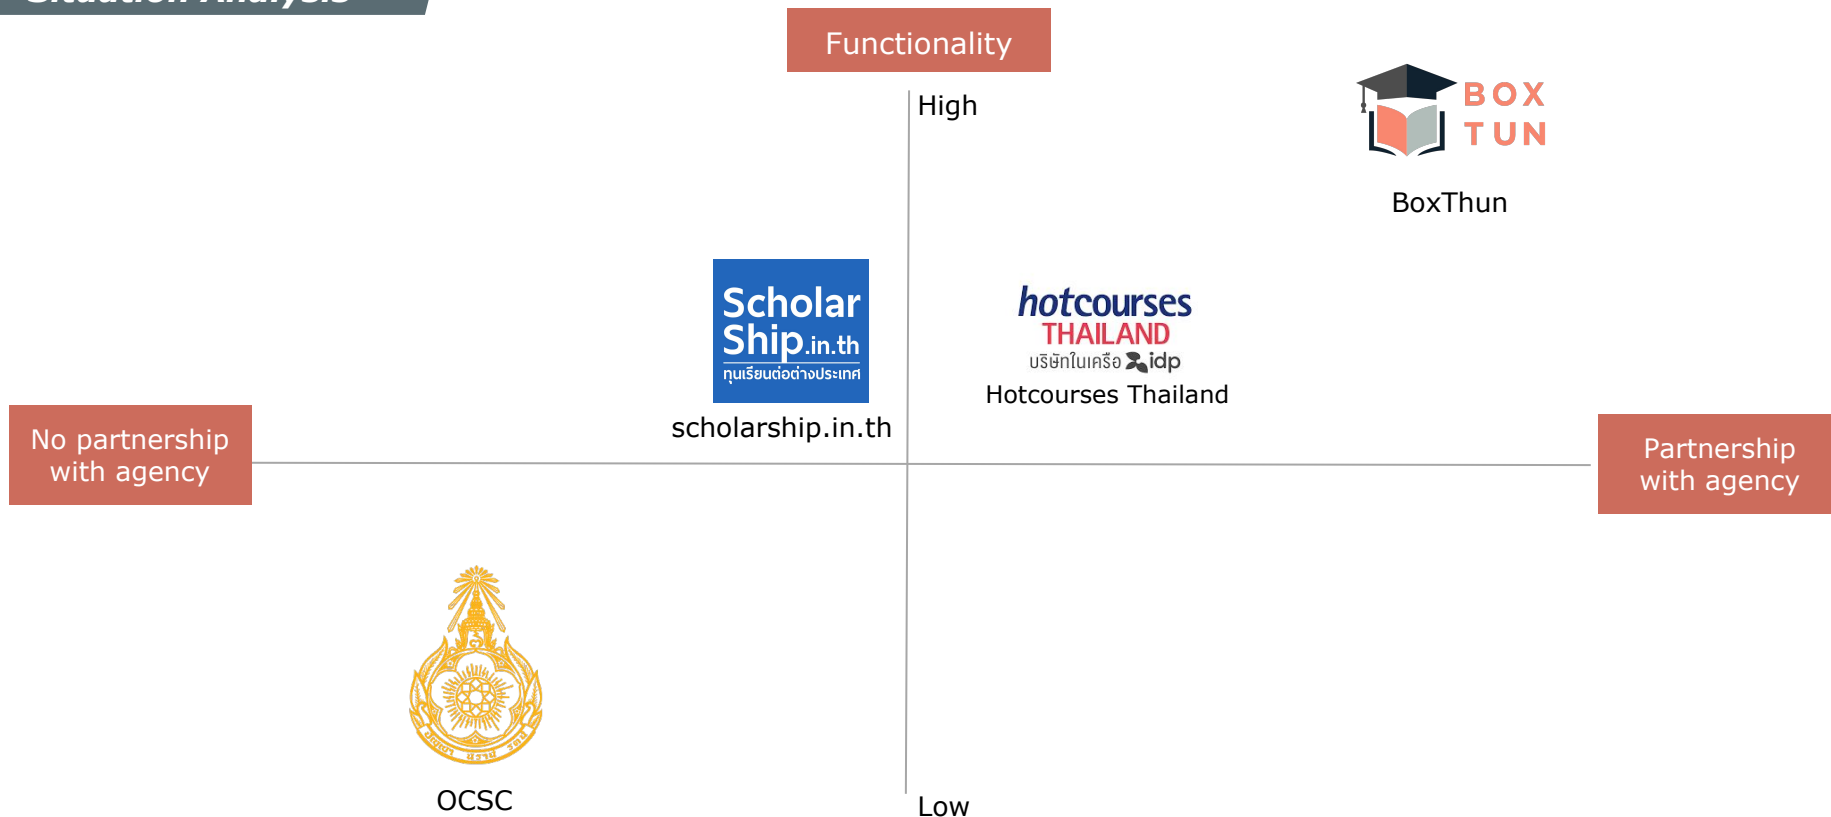 Situation Analysis
Functionality
High
BOX
TUN
BoxThun
Scholar
Ship.in.th
ทุนเรียนต่อต่างประเทศ
scholarship.in.th
hotcourses
THAILAND
บริษัทในเครือ idp
Hotcourses Thailand
No partnership
with agency
Partnership
with agency
OCSC
Low